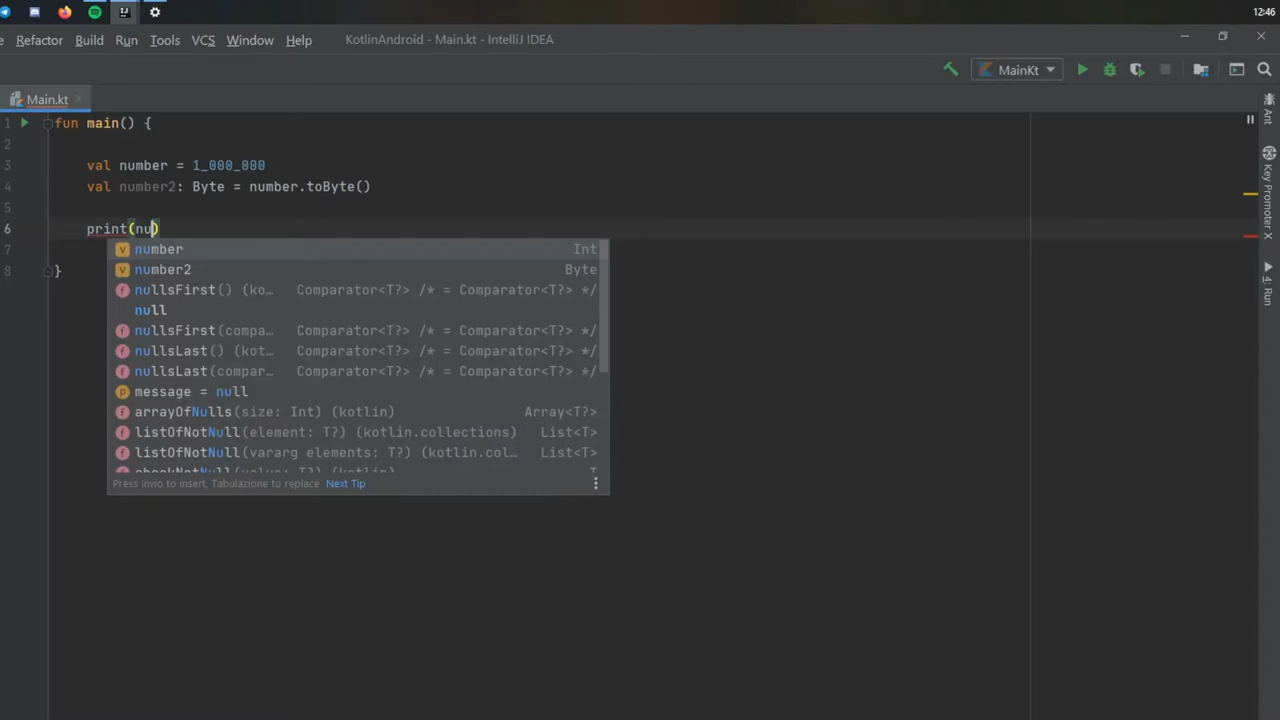 12:46
e Refactor Build Run Tools VCS Window Help KotlinAndroid - Main.kt - IntelliJ IDEA
MainKt
Main.kt
1 fun main() {
2
3 val number = 1_000_000
4 val number2: Byte = number.toByte()
5
6 print(nu)
7
number Int
number2 Byte
nullsFirst() (ko… Comparator<T?> /* = Comparator<T?> */
null
nullsFirst(compa… Comparator<T?> /* = Comparator<T?> */
nullsLast() (kot… Comparator<T?> /* = Comparator<T?> */
nullsLast(compar… Comparator<T?> /* = Comparator<T?> */
message = null
arrayOfNulls(size: Int) (kotlin) Array<T?>
listOfNotNull(element: T?) (kotlin.collections) List<T>
listOfNotNull(vararg elements: T?) (kotlin.col… List<T>
checkNotNull(value: T?) (kotlin) T
Press Invio to insert, Tabulazione to replace Next Tip
8 }
Ant
Key Promoter X
4: Run